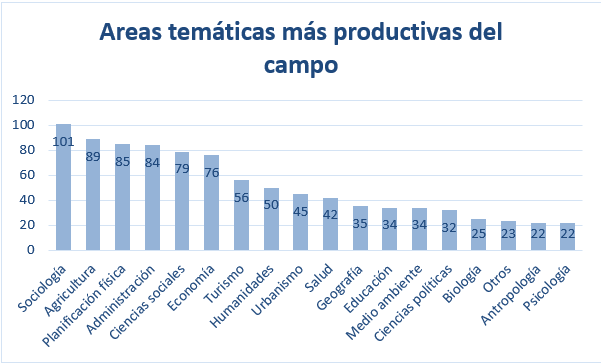 Areas temáticas más productivas del
campo
120
100
80
60
40
20
0
101
89
85
84
79
76
56
50
45
42
35
34
34
32
25
23
22
22
Sociología
Agricultura
Planificación física
Administración
Ciencias sociales
Economía
Turismo
Humanidades
Urbanismo
Salud
Geografía
Educación
Medio ambiente
Ciencias políticas
Biología
Otros
Antropología
Psicología